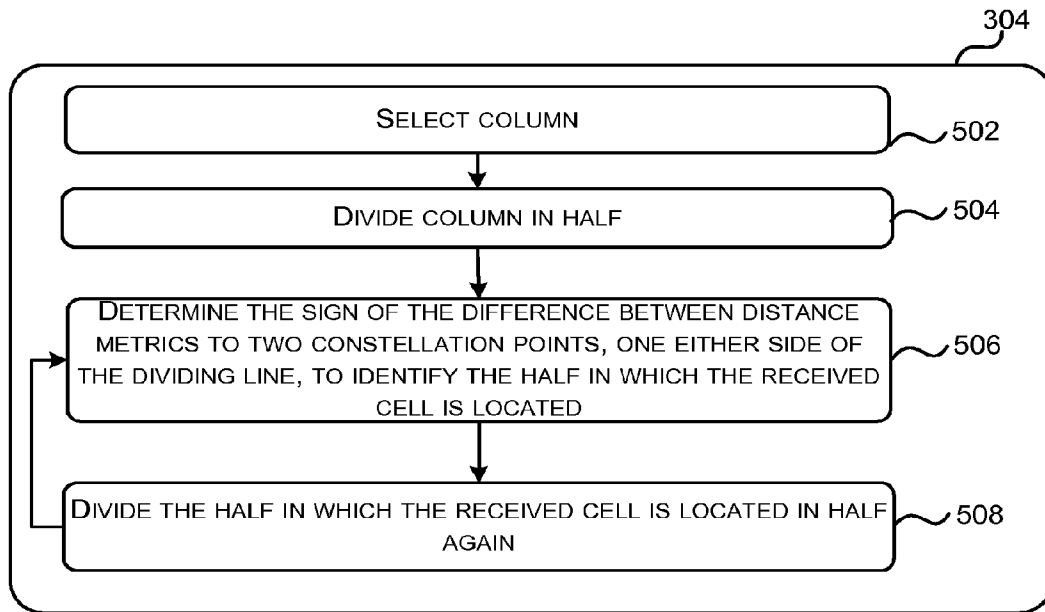 304
SELECT COLUMN
502
DIVIDE COLUMN IN HALF
504
DETERMINE THE SIGN OF THE DIFFERENCE BETWEEN DISTANCE
METRICS TO TWO CONSTELLATION POINTS, ONE EITHER SIDE OF
THE DIVIDING LINE, TO IDENTIFY THE HALF IN WHICH THE RECEIVED
CELL IS LOCATED
506
DIVIDE THE HALF IN WHICH THE RECEIVED CELL IS LOCATED IN HALF
AGAIN
508